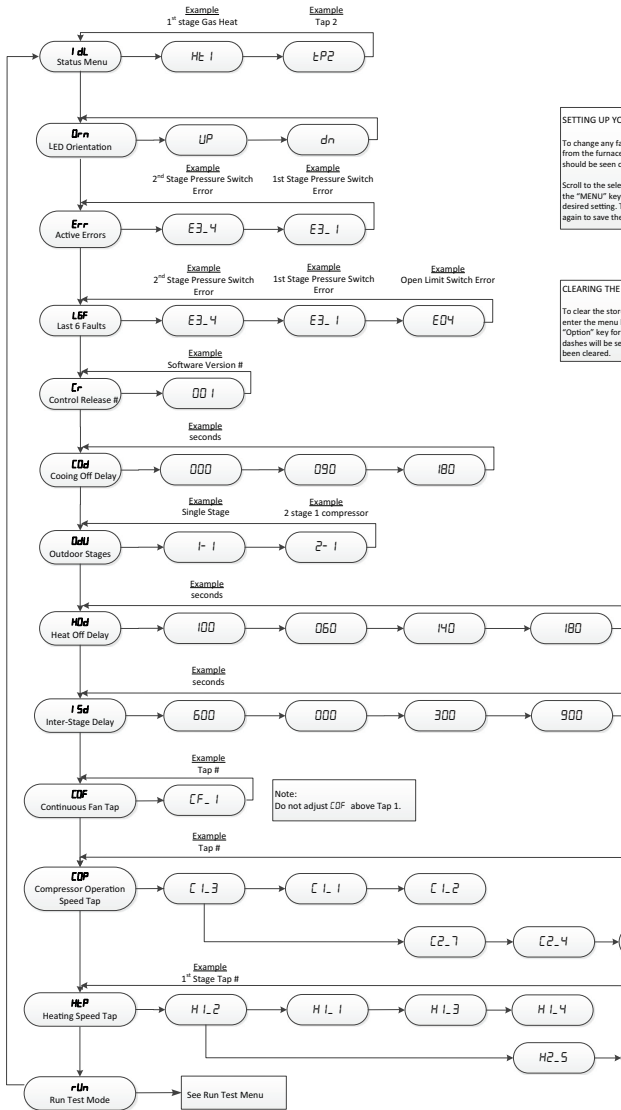 Example
1st stage Gas Heat
Example
Tap 2
IdL
Status Menu
Ht 1
tP2
Orn
LED Orientation
UP
dn
SETTING UP YO
To change any fa
from the furnace
should be seen o
Scroll to the sele
the "MENU" key
desired setting. T
again to save the
Example
2nd Stage Pressure Switch
Error
Example
1st Stage Pressure Switch
Error
Err
Active Errors
E3_4
E3_1
Example
2nd Stage Pressure Switch
Error
Example
1st Stage Pressure Switch
Error
Example
Open Limit Switch Error
L6F
Last 6 Faults
E3_4
E3_1
E04
CLEARING THE
To clear the stor
enter the menu
"Option" key for
dashes will be se
been cleared.
Example
Software Version #
Cr
Control Release #
001
Example
seconds
COd
Cooing Off Delay
000
090
180
Example
Single Stage
Example
2 stage 1 compressor
OdU
Outdoor Stages
1-1
2-1
Example
seconds
HOd
Heat Off Delay
100
060
140
180
Example
seconds
ISd
Inter-Stage Delay
600
000
300
900
Example
Tap #
COF
Continuous Fan Tap
CF_1
Note:
Do not adjust COF above Tap 1.
Example
Tap #
COP
Compressor Operation
Speed Tap
C1_3
C1_1
C1_2
C2_7
C2_4
Example
1st Stage Tap #
HtP
Heating Speed Tap
H1_2
H1_1
H1_3
H1_4
H2_5
rUn
Run Test Mode
See Run Test Menu